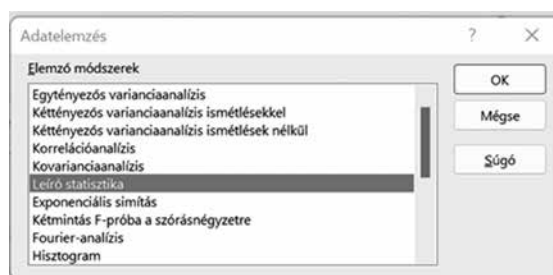 Adatelemzés
Elemző módszerek
Egytényezős varianciaanalízis
Kéttényezős varianciaanalízis ismétlésekkel
Kéttényezős varianciaanalízis ismétlések nélkül
Korrelációanalízis
Kovarianciaanalízis
Leíró statisztika
Exponenciális simítás
Kétmintás F-próba a szórásnégyzetre
Fourier-analízis
Hisztogram
OK
Mégse
Súgó